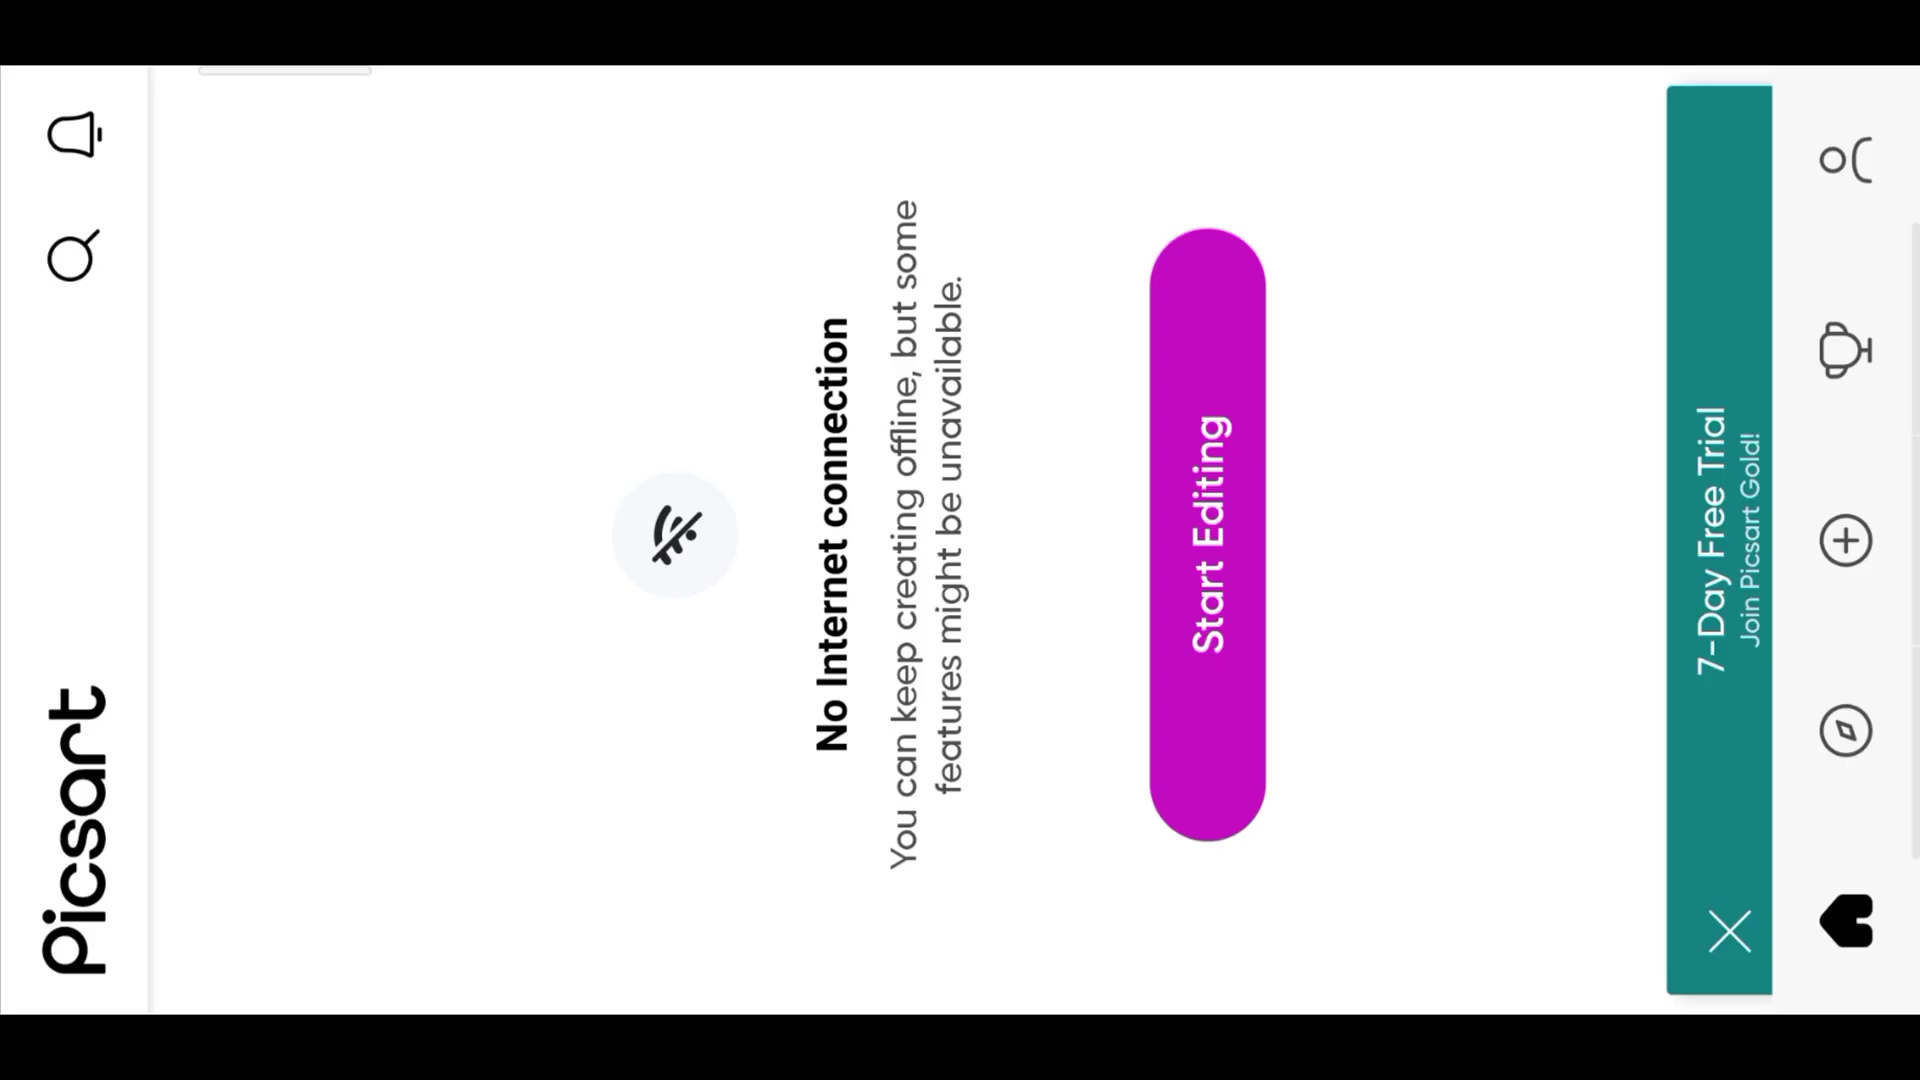 Picsart
No Internet connection
You can keep creating offline, but some
features might be unavailable.
Start Editing
7-Day Free Trial
Join Picsart Gold!